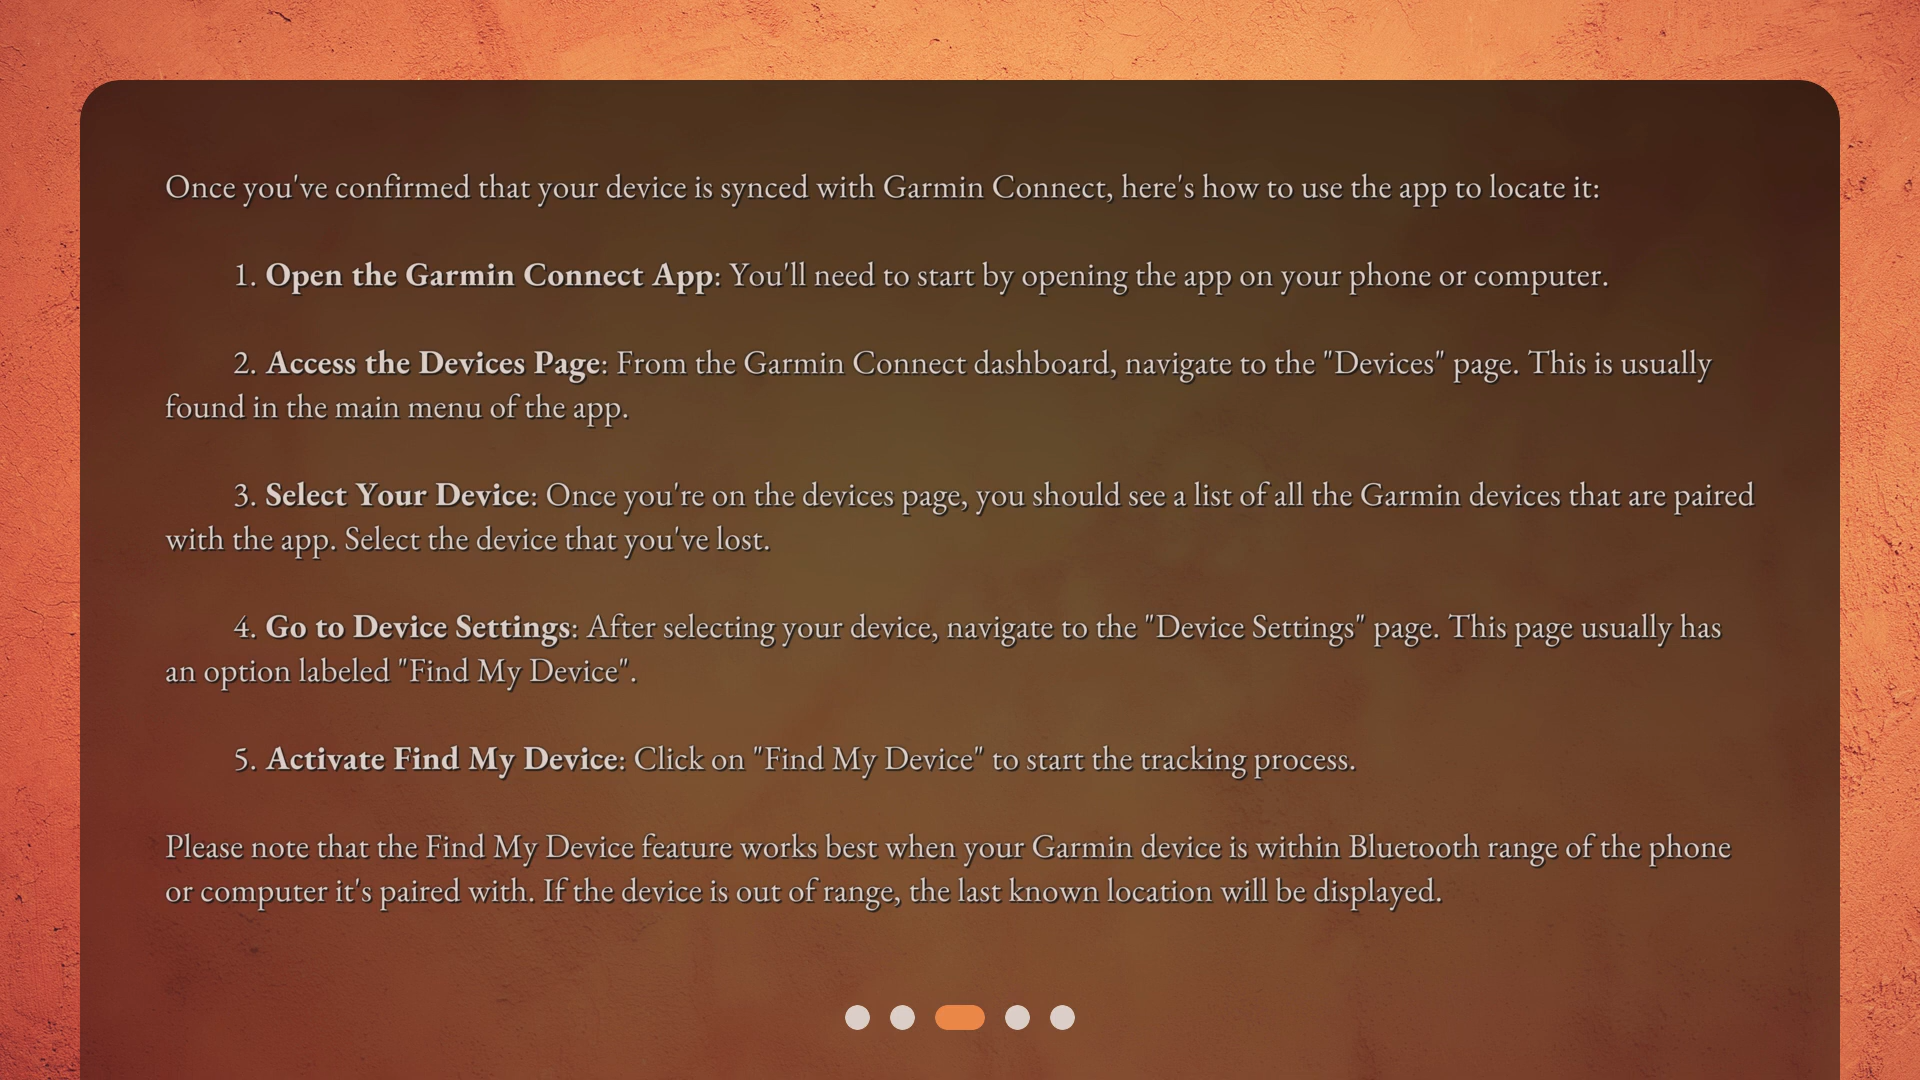 Once you've confirmed that your device is synced with Garmin Connect, here's how to use the app to locate it:
1. Open the Garmin Connect App: You'll need to start by opening the app on your phone or computer.
2. Access the Devices Page: From the Garmin Connect dashboard, navigate to the "Devices" page. This is usually
found in the main menu of the app.
3. Select Your Device: Once you're on the devices page, you should see a list of all the Garmin devices that are paired
with the app. Select the device that you've lost.
4. Go to Device Settings: After selecting your device, navigate to the "Device Settings" page. This page usually has
an option labeled "Find My Device".
5. Activate Find My Device: Click on "Find My Device" to start the tracking process.
Please note that the Find My Device feature works best when your Garmin device is within Bluetooth range of the phone
or computer it's paired with. If the device is out of range, the last known location will be displayed.